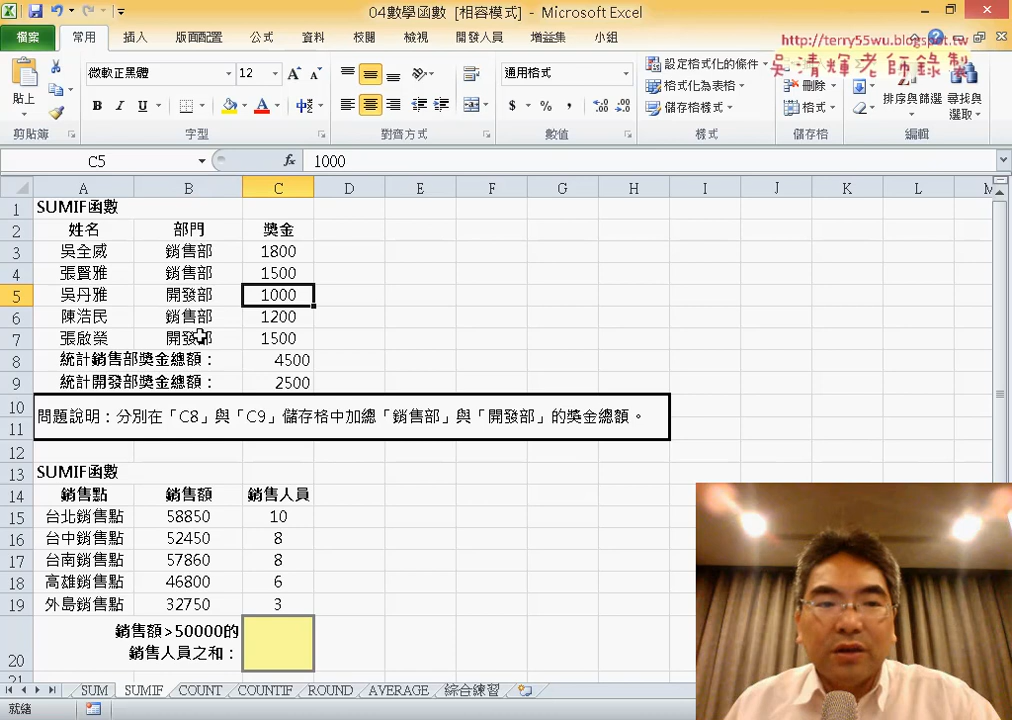 04數學函數 [相容模式] - Microsoft Excel
檔案 常用 插入 版面配置 公式 資料 校閱 檢視 開發人員 增益集 小組
http://terry55wu.blogspot.tw
吳清輝老師錄製
貼上 微軟正黑體 12 通用格式 設定格式化的條件 格式化為表格 儲存格樣式 刪除 格式 排序與篩選 尋找與選取
剪貼簿 字型 對齊方式 數值 樣式 儲存格 編輯
C5 fx 1000
A B C D E F G H I J K L M
1 SUMIF函數
2 姓名 部門 獎金
3 吳全威 銷售部 1800
4 張賢雅 銷售部 1500
5 吳丹雅 開發部 1000
6 陳浩民 銷售部 1200
7 張啟榮 開發部 1500
8 統計銷售部獎金總額： 4500
9 統計開發部獎金總額： 2500
10 問題說明：分別在「C8」與「C9」儲存格中加總「銷售部」與「開發部」的獎金總額。
11
12
13 SUMIF函數
14 銷售點 銷售額 銷售人員
15 台北銷售點 58850 10
16 台中銷售點 52450 8
17 台南銷售點 57860 8
18 高雄銷售點 46800 6
19 外島銷售點 32750 3
銷售額>50000的
20 銷售人員之和：
21
SUM SUMIF COUNT COUNTIF ROUND AVERAGE 綜合練習
就緒